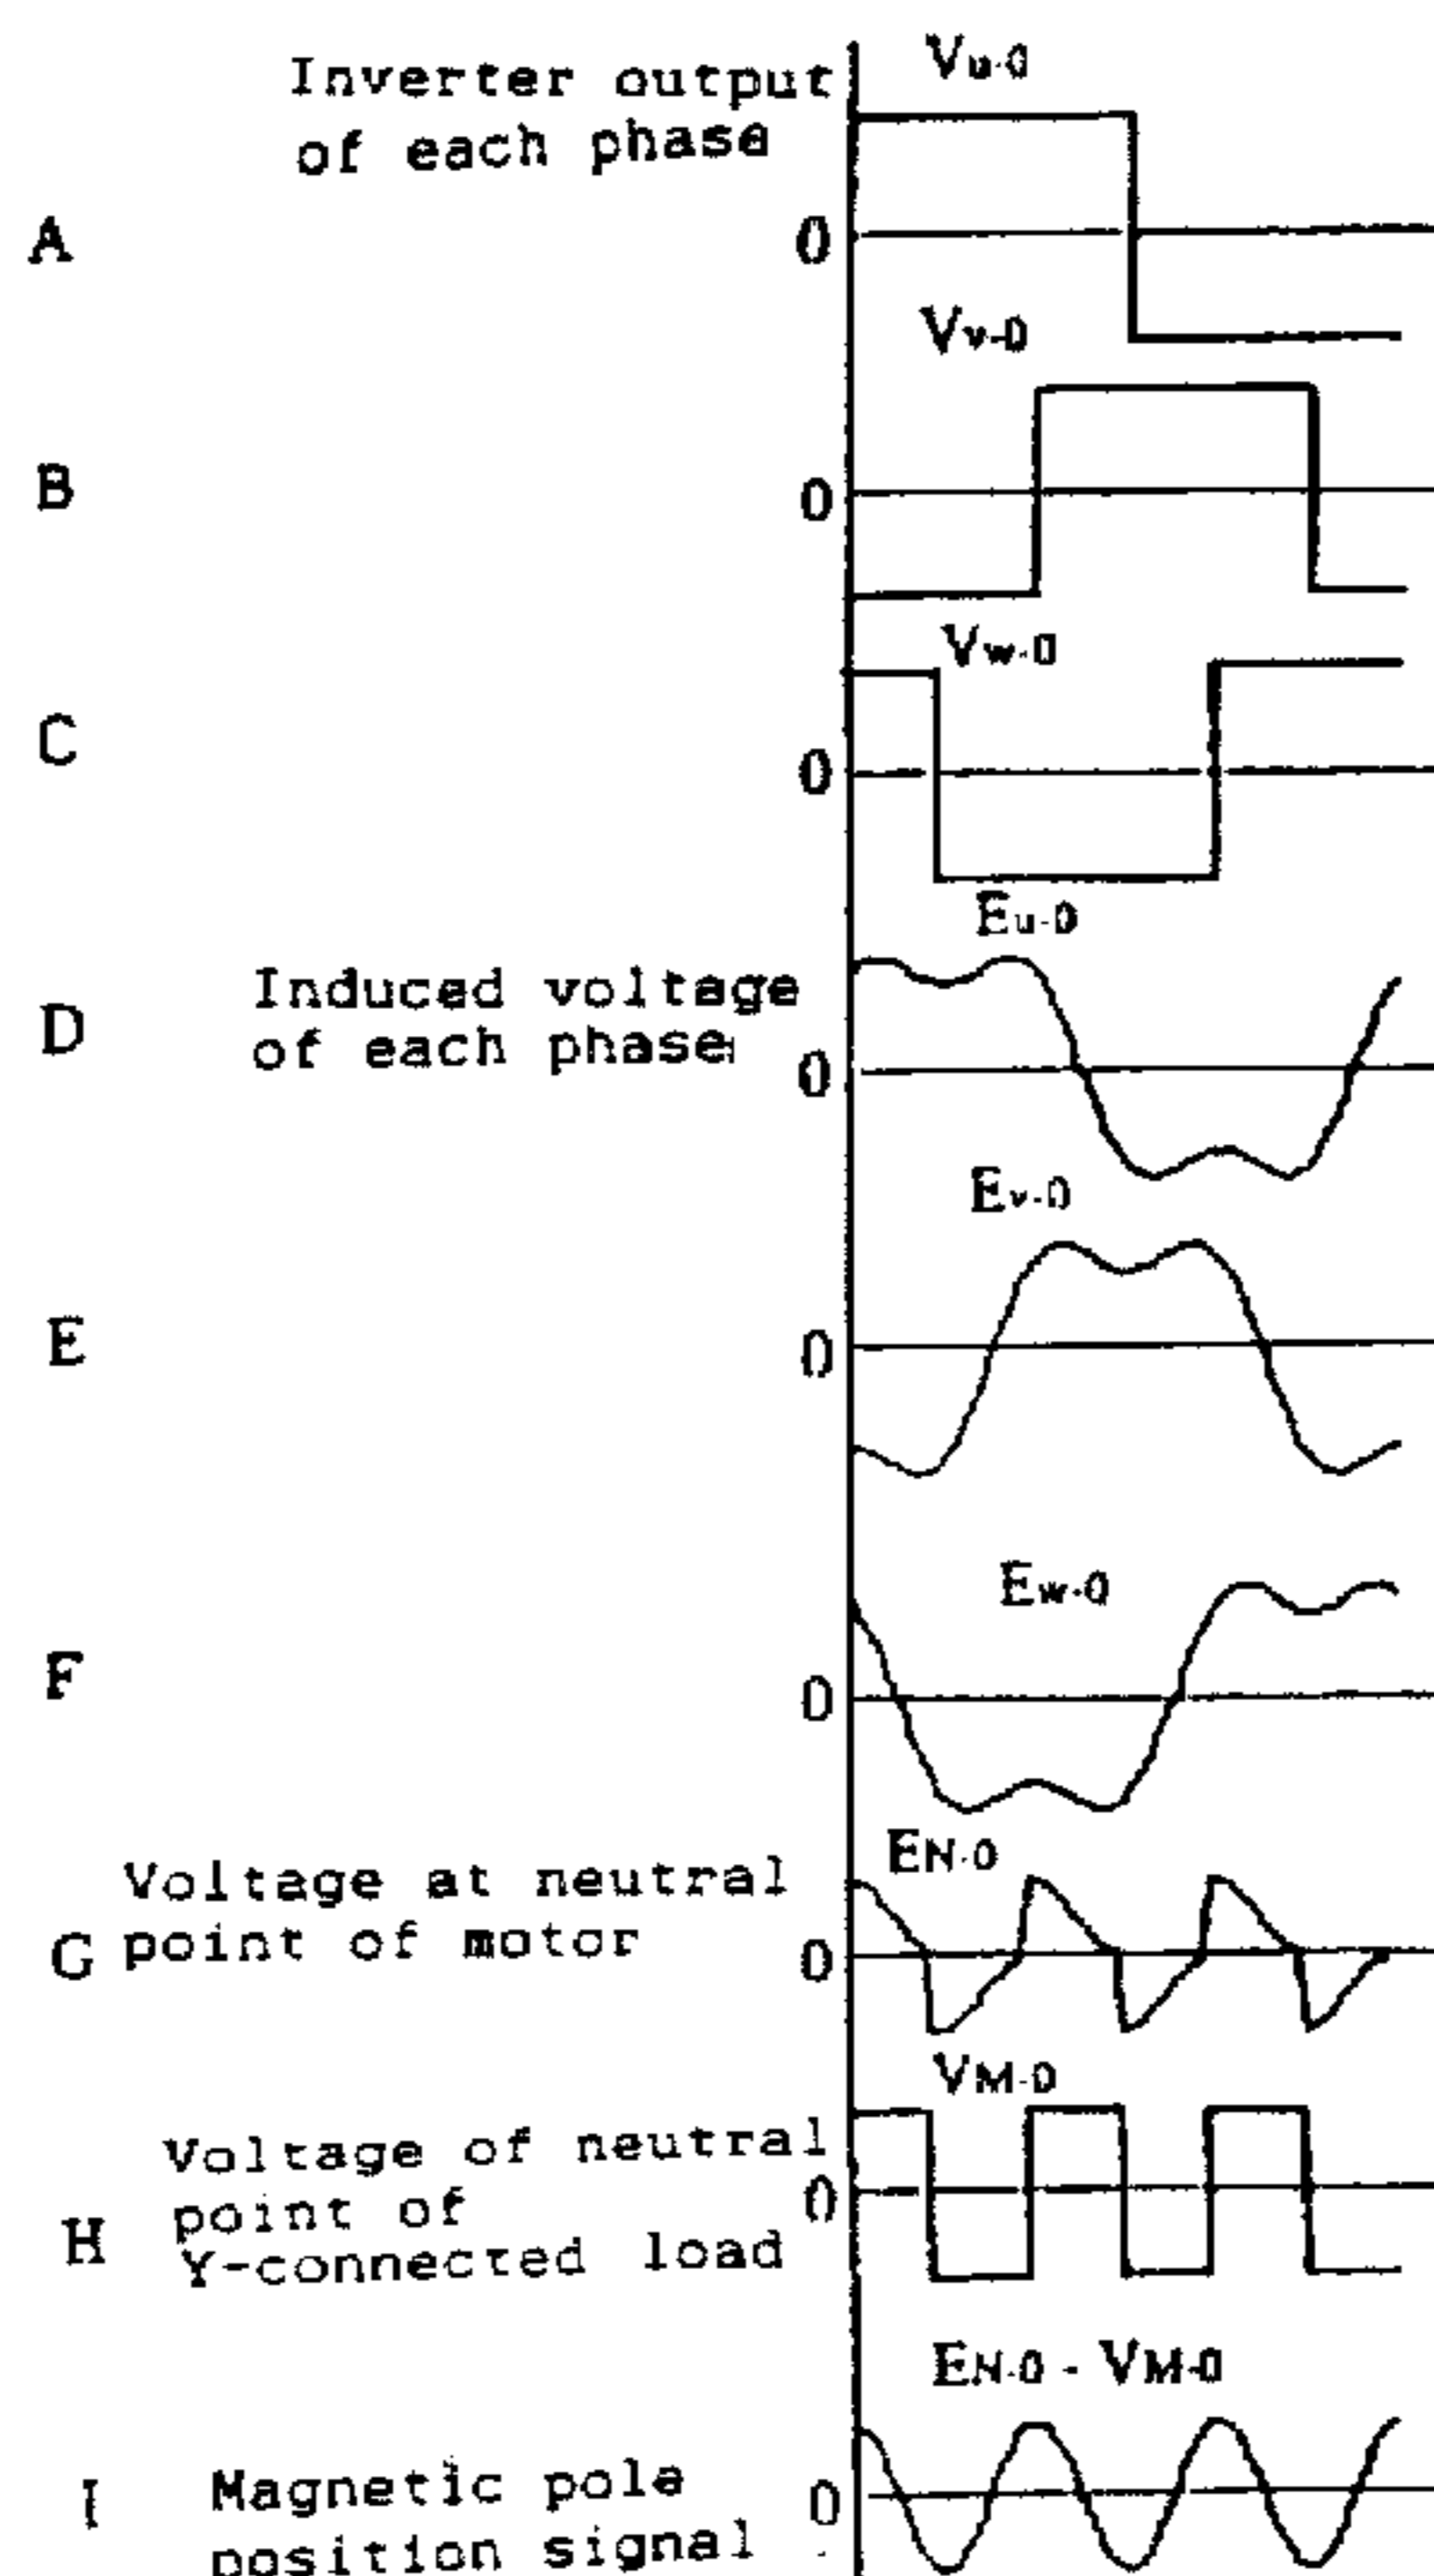 Vu-0
Inverter output
of each phase
A
0
Vv-0
B
0
Vw-0
C
0
Eu-0
Induced voltage
of each phase
D
0
Ev-0
E
0
Ew-0
F
0
EN-0
Voltage at neutral
point of motor
G
0
VM-0
Voltage of neutral
point of
Y-connected load
H
0
EN-0 - VM-0
I
Magnetic pole
position signal
0